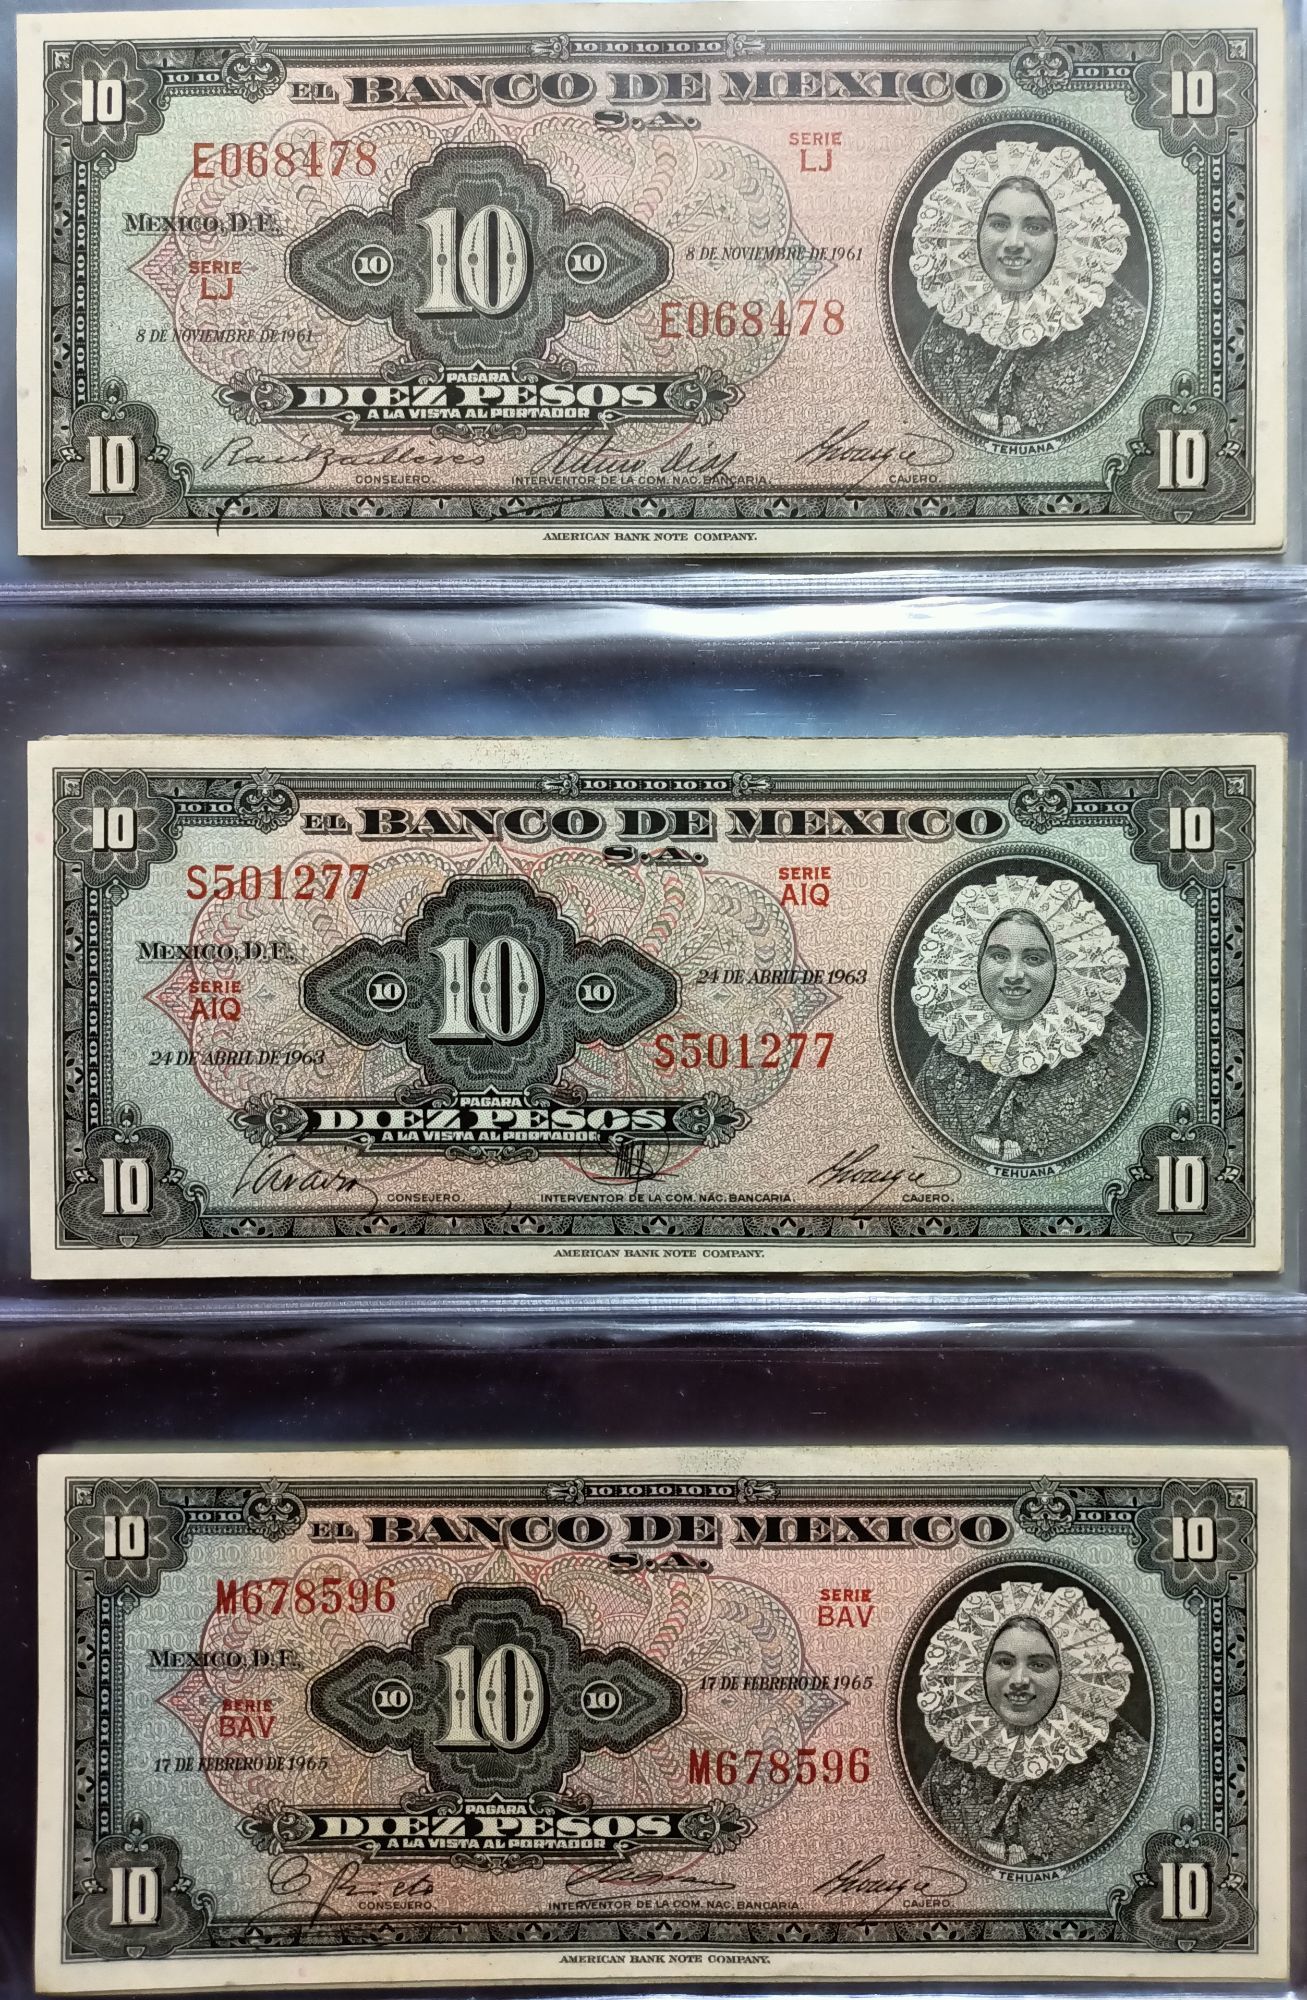 10 10 10 10 10
10 10 10 10 10 10
EL BANCO DE MEXICO
S.A.
E068478
SERIE
LJ
MEXICO, D.F.,
10 10 10
8 DE NOVIEMBRE DE 1961
SERIE
LJ
E068478
8 DE NOVIEMBRE DE 1961
PAGARA
DIEZ PESOS
A LA VISTA AL PORTADOR
TEHUANA
10 10
CONSEJERO. INTERVENTOR DE LA COM. NAC. BANCARIA. CAJERO.
AMERICAN BANK NOTE COMPANY.
10 10 10 10 10
10 10 10 10 10 10
EL BANCO DE MEXICO
S.A.
S501277
SERIE
AIQ
MEXICO, D.F.,
10 10 10
24 DE ABRIL DE 1963
SERIE
AIQ
S501277
24 DE ABRIL DE 1963
PAGARA
DIEZ PESOS
A LA VISTA AL PORTADOR
TEHUANA
10 10
CONSEJERO. INTERVENTOR DE LA COM. NAC. BANCARIA. CAJERO.
AMERICAN BANK NOTE COMPANY.
10 10 10 10 10
10 10 10 10 10 10
EL BANCO DE MEXICO
S.A.
M678596
SERIE
BAV
MEXICO, D.F.,
10 10 10
17 DE FEBRERO DE 1965
SERIE
BAV
M678596
17 DE FEBRERO DE 1965
PAGARA
DIEZ PESOS
A LA VISTA AL PORTADOR
TEHUANA
10 10
CONSEJERO. INTERVENTOR DE LA COM. NAC. BANCARIA. CAJERO.
AMERICAN BANK NOTE COMPANY.